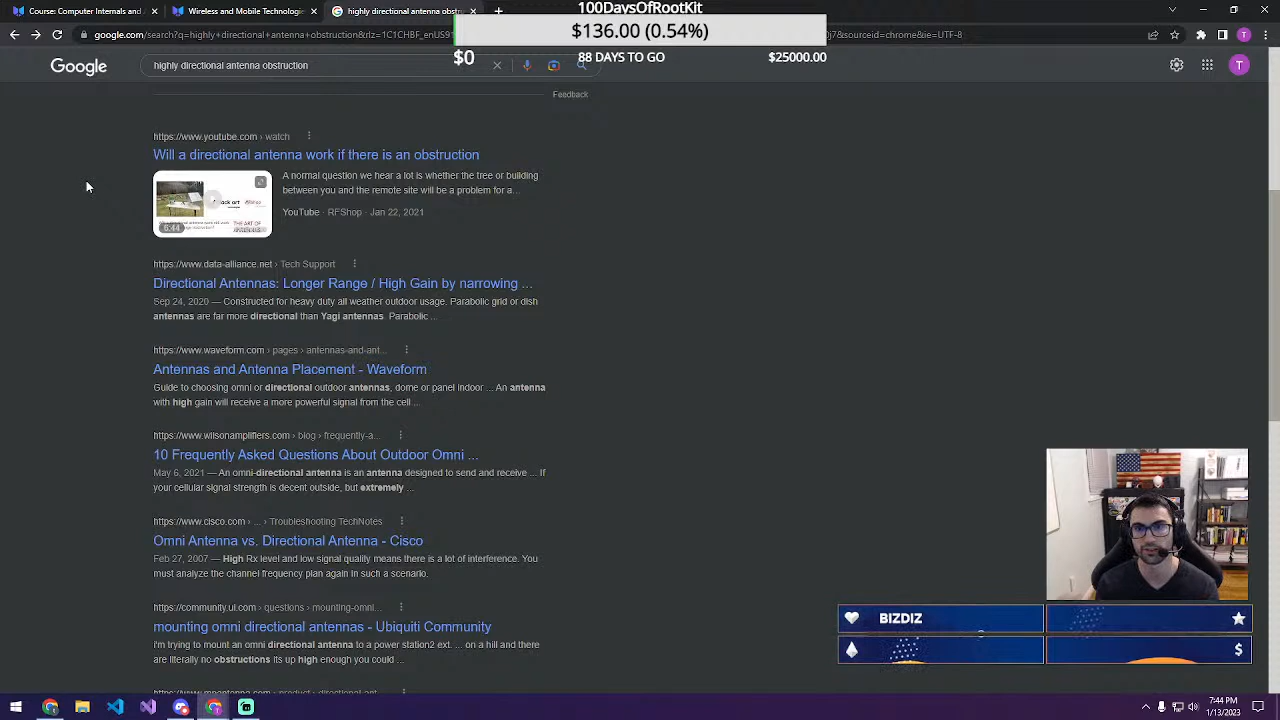 100DaysOfRootKit
Course: Computer Internals and
Wireless and Mobile Technology
highly directional antenna obst
$136.00 (0.54%)
$0
88 DAYS TO GO
$25000.00
google.com/search?q=highly+directional+antenna+obstruction&rlz=1C1CHBF_enUS91
&sourceid=chrome&ie=UTF-8
T
Google
highly directional antenna obstruction
T
Feedback
https://www.youtube.com › watch
Will a directional antenna work if there is an obstruction
A normal question we hear a lot is whether the tree or building
between you and the remote site will be a problem for a...
YouTube · RFShop · Jan 22, 2021
6:44
THE ART OF
https://www.data-alliance.net › Tech Support
Directional Antennas: Longer Range / High Gain by narrowing ...
Sep 24, 2020 — Constructed for heavy duty all weather outdoor usage. Parabolic grid or dish
antennas are far more directional than Yagi antennas. Parabolic ...
https://www.waveform.com › pages › antennas-and-ant...
Antennas and Antenna Placement - Waveform
Guide to choosing omni or directional outdoor antennas, dome or panel indoor ... An antenna
with high gain will receive a more powerful signal from the cell ...
https://www.wilsonamplifiers.com › blog › frequently-a...
10 Frequently Asked Questions About Outdoor Omni ...
May 6, 2021 — An omni-directional antenna is an antenna designed to send and receive ... If
your cellular signal strength is decent outside, but extremely ...
https://www.cisco.com › ... › Troubleshooting TechNotes
Omni Antenna vs. Directional Antenna - Cisco
Feb 27, 2007 — High Rx level and low signal quality means there is a lot of interference. You
must analyze the channel frequency plan again in such a scenario.
https://community.ui.com › questions › mounting-omni...
mounting omni directional antennas - Ubiquiti Community
i'm trying to mount an omni directional antenna to a power station2 ext. ... on a hill and there
are literally no obstructions its up high enough you could ...
BIZDIZ
$
7:44 PM
1/13/2023